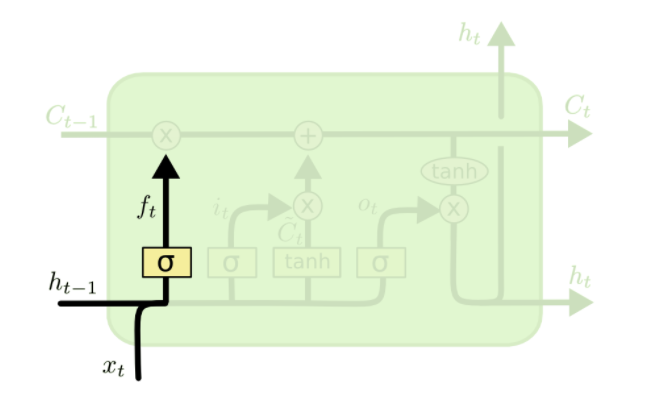 h_t
C_{t-1}
C_t
x
+
tanh
f_t
i_t
x
o_t
x
C̃_t
σ
σ
tanh
σ
h_{t-1}
h_t
x_t